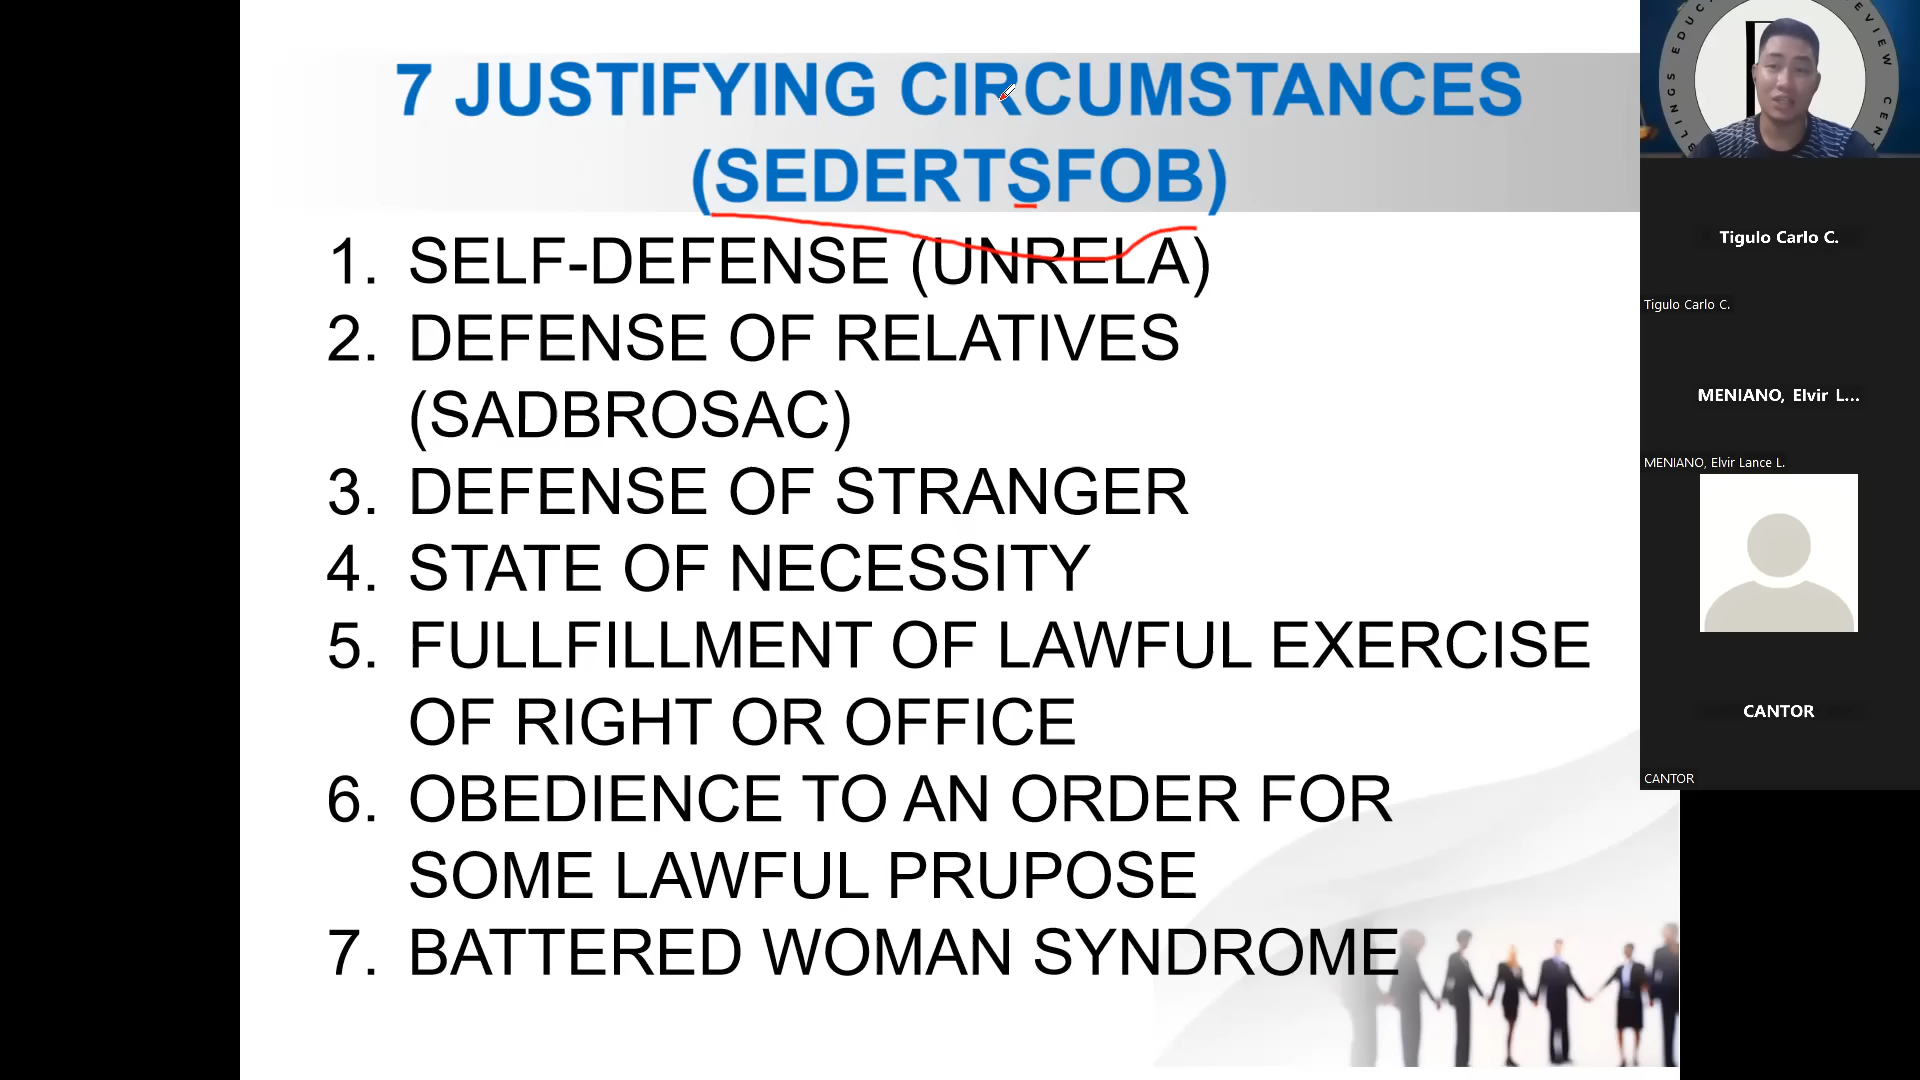 7 JUSTIFYING CIRCUMSTANCES
(SEDERTSFOB)
1. SELF-DEFENSE (UNRELA)
2. DEFENSE OF RELATIVES
(SADBROSAC)
3. DEFENSE OF STRANGER
4. STATE OF NECESSITY
5. FULLFILLMENT OF LAWFUL EXERCISE
OF RIGHT OR OFFICE
6. OBEDIENCE TO AN ORDER FOR
SOME LAWFUL PRUPOSE
7. BATTERED WOMAN SYNDROME
Tigulo Carlo C.
Tigulo Carlo C.
MENIANO, Elvir L...
MENIANO, Elvir Lance L.
CANTOR
CANTOR